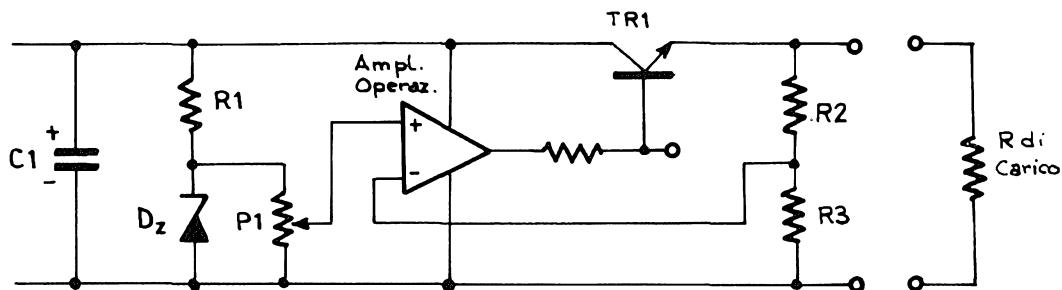 TR1
Ampl.
Operaz.
R1
R2
C1
+
-
+
-
R di
Carico
Dz
P1
R3